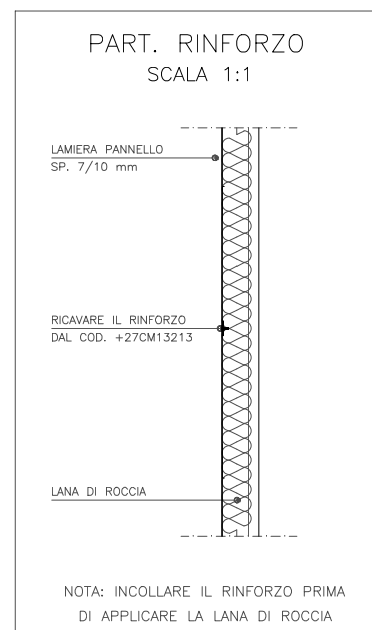 PART. RINFORZO
SCALA 1:1
LAMIERA PANNELLO
SP. 7/10 mm
RICAVARE IL RINFORZO
DAL COD. +27CM13213
LANA DI ROCCIA
NOTA: INCOLLARE IL RINFORZO PRIMA
DI APPLICARE LA LANA DI ROCCIA